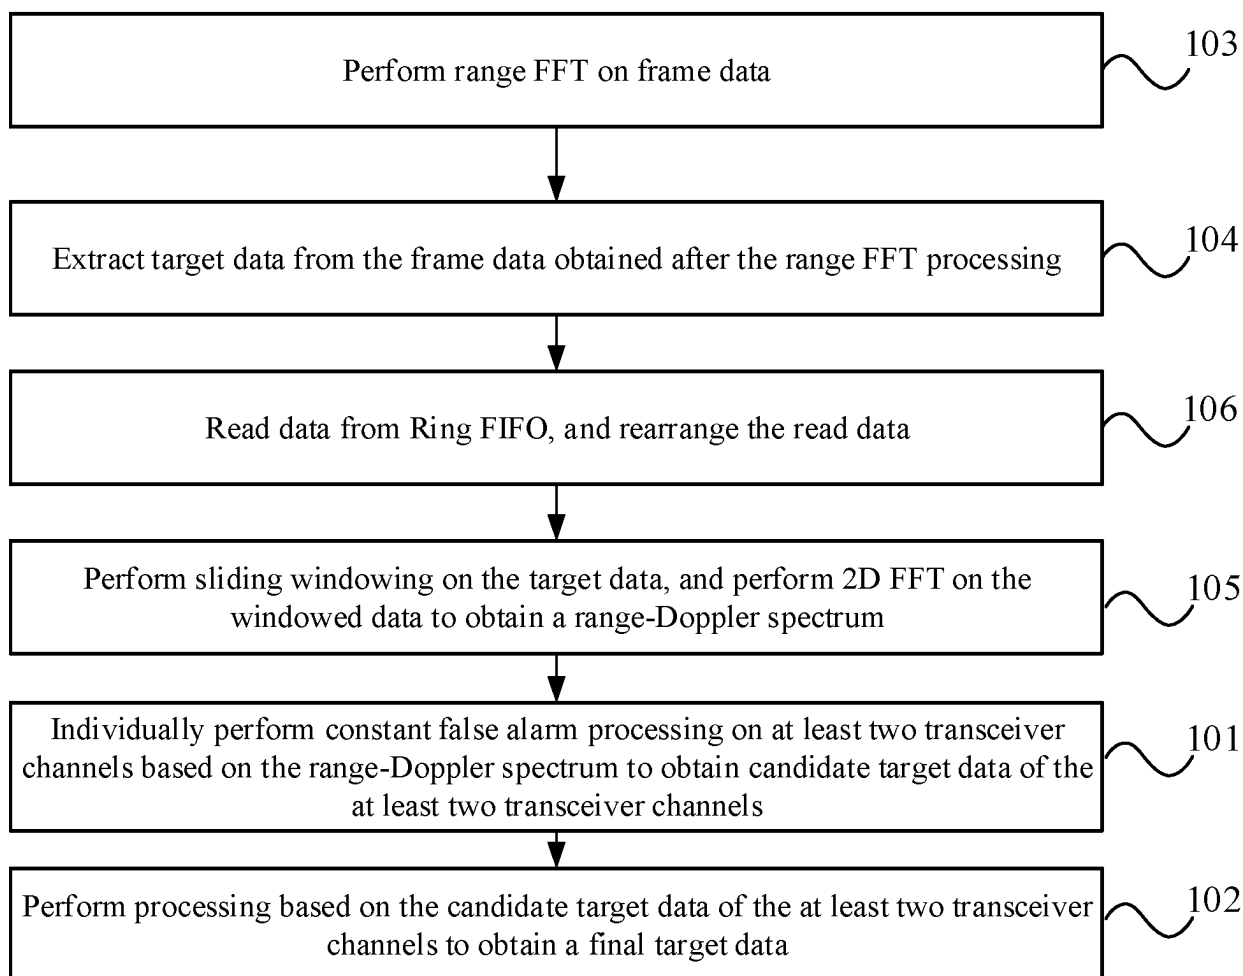 Perform range FFT on frame data
103
Extract target data from the frame data obtained after the range FFT processing
104
Read data from Ring FIFO, and rearrange the read data
106
Perform sliding windowing on the target data, and perform 2D FFT on the
windowed data to obtain a range-Doppler spectrum
105
Individually perform constant false alarm processing on at least two transceiver
channels based on the range-Doppler spectrum to obtain candidate target data of the
at least two transceiver channels
101
Perform processing based on the candidate target data of the at least two transceiver
channels to obtain a final target data
102